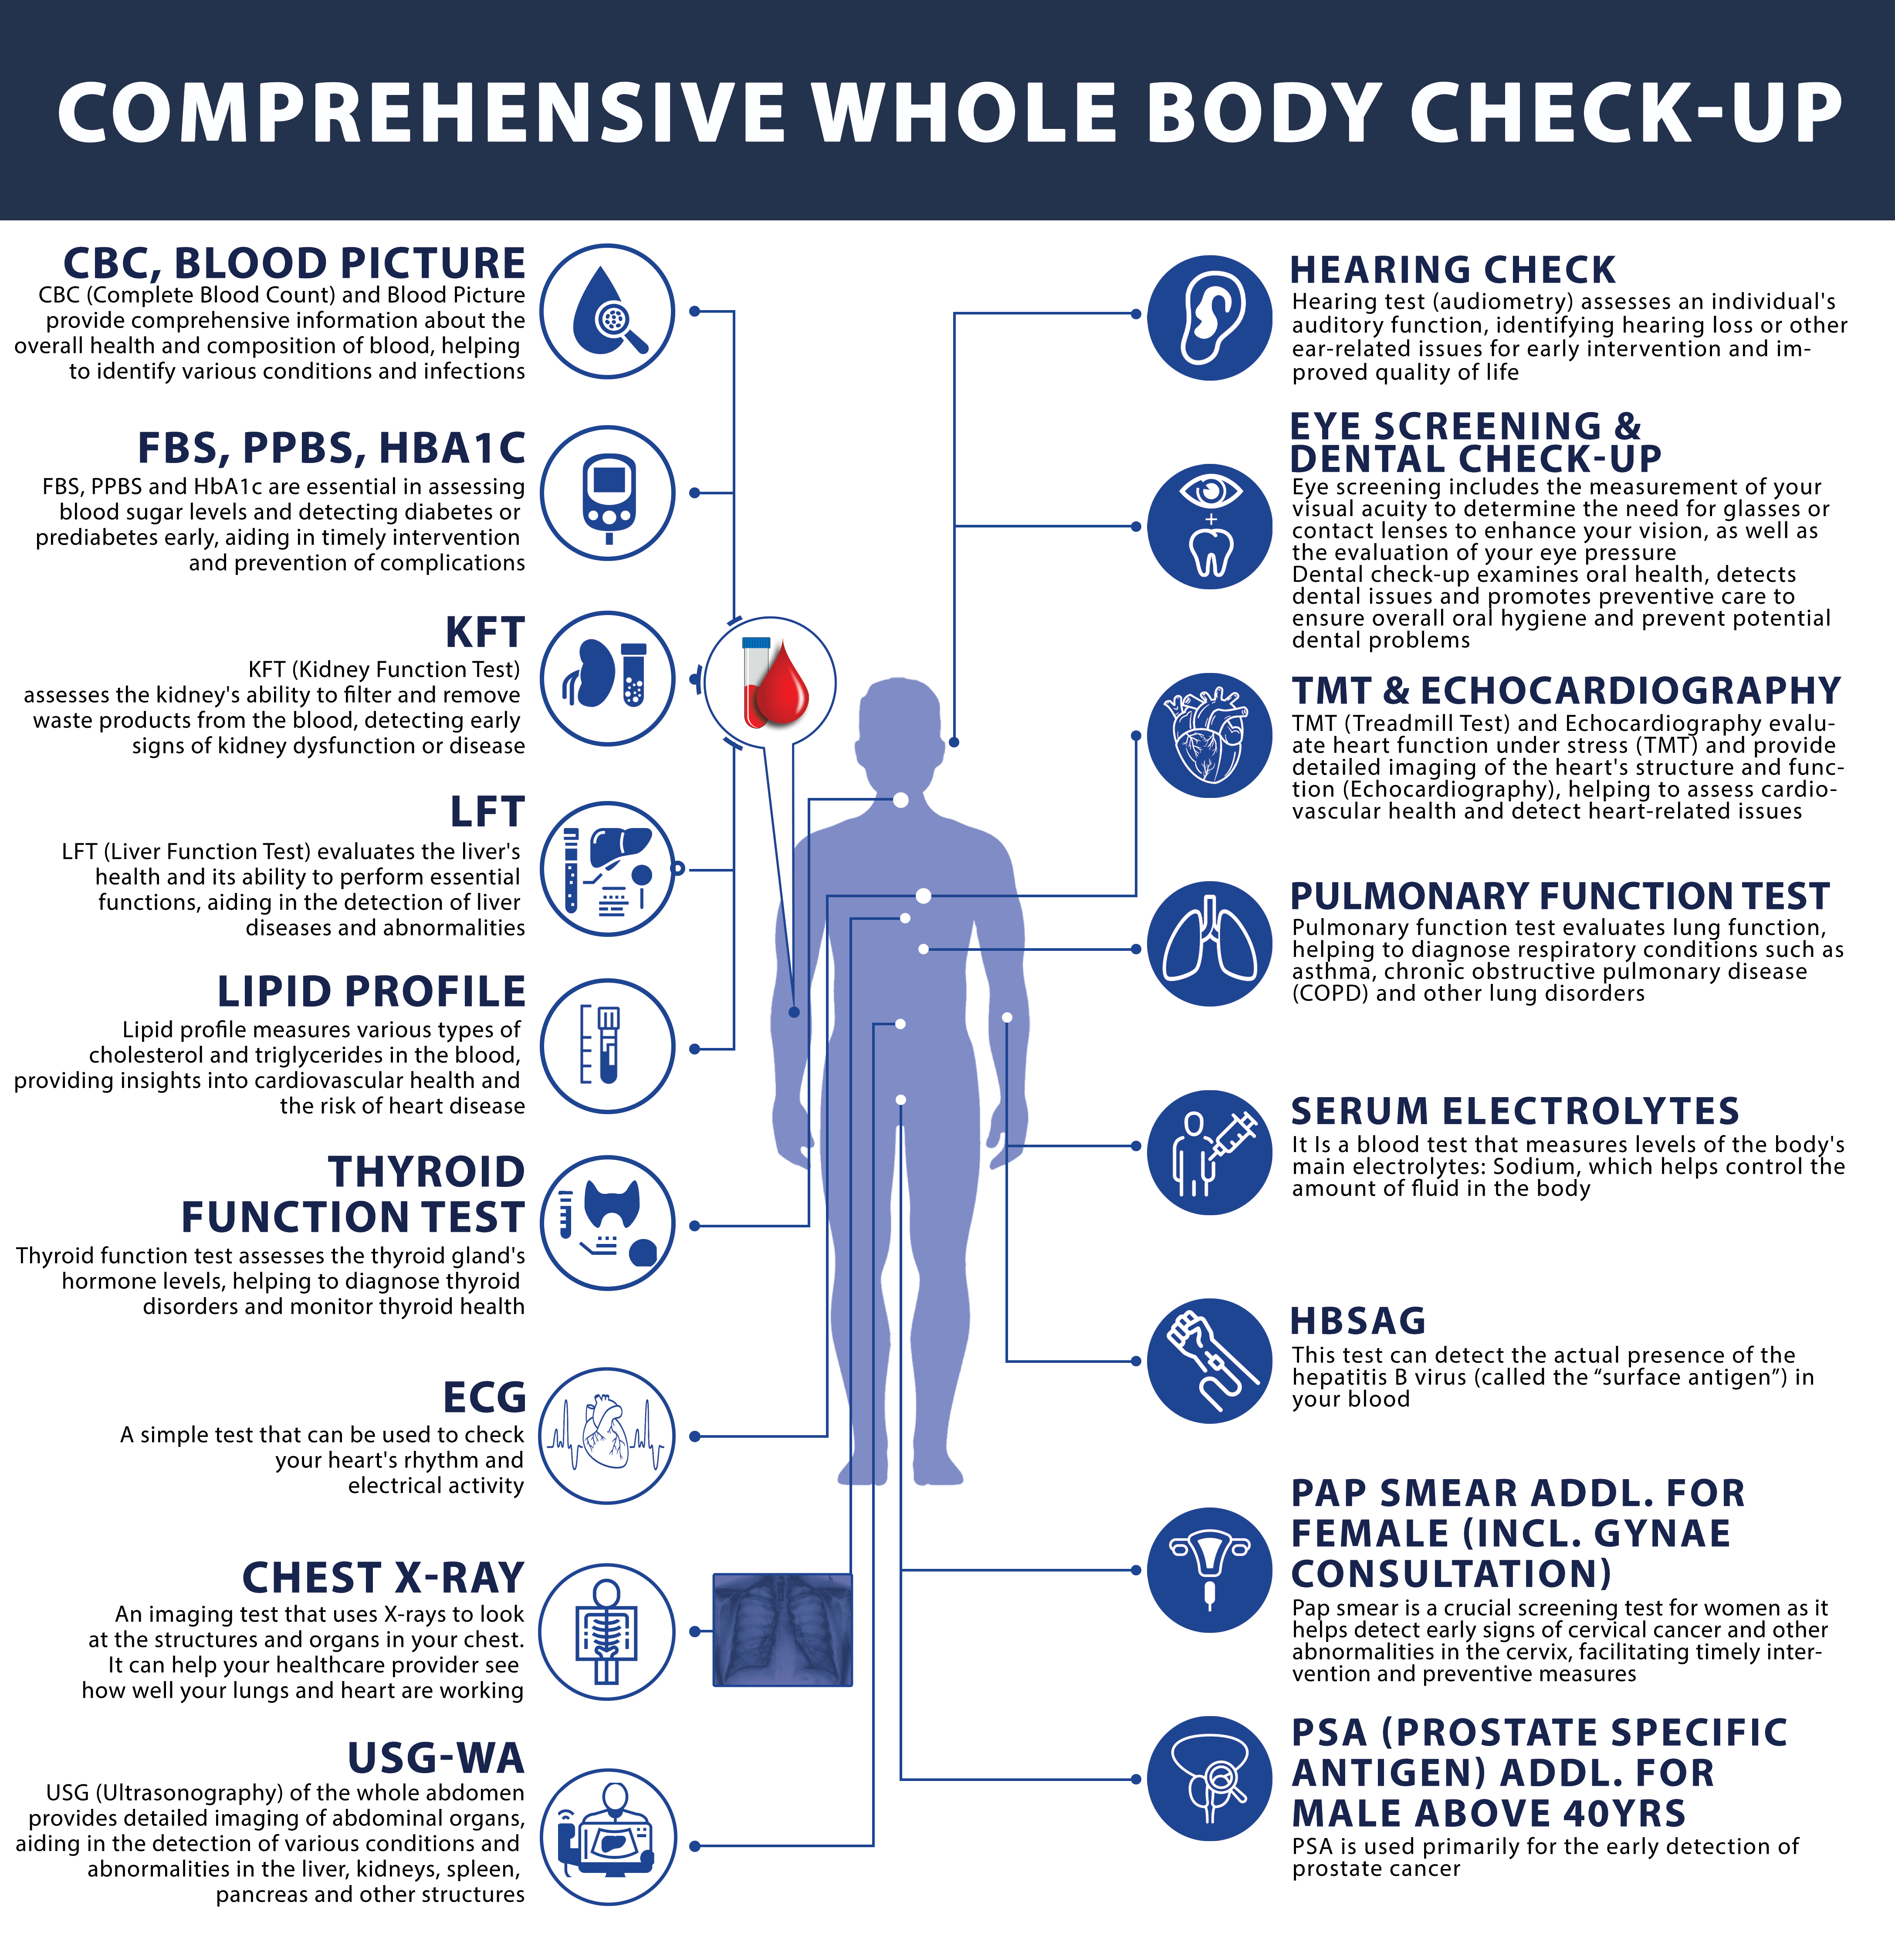 COMPREHENSIVE WHOLE BODY CHECK-UP
CBC, BLOOD PICTURE
CBC (Complete Blood Count) and Blood Picture
provide comprehensive information about the
overall health and composition of blood, helping
to identify various conditions and infections
FBS, PPBS, HBA1C
FBS, PPBS and HbA1c are essential in assessing
blood sugar levels and detecting diabetes or
prediabetes early, aiding in timely intervention
and prevention of complications
KFT
KFT (Kidney Function Test)
assesses the kidney's ability to filter and remove
waste products from the blood, detecting early
signs of kidney dysfunction or disease
LFT
LFT (Liver Function Test) evaluates the liver's
health and its ability to perform essential
functions, aiding in the detection of liver
diseases and abnormalities
LIPID PROFILE
Lipid profile measures various types of
cholesterol and triglycerides in the blood,
providing insights into cardiovascular health and
the risk of heart disease
THYROID
FUNCTION TEST
Thyroid function test assesses the thyroid gland's
hormone levels, helping to diagnose thyroid
disorders and monitor thyroid health
ECG
A simple test that can be used to check
your heart's rhythm and
electrical activity
CHEST X-RAY
An imaging test that uses X-rays to look
at the structures and organs in your chest.
It can help your healthcare provider see
how well your lungs and heart are working
USG-WA
USG (Ultrasonography) of the whole abdomen
provides detailed imaging of abdominal organs,
aiding in the detection of various conditions and
abnormalities in the liver, kidneys, spleen,
pancreas and other structures
HEARING CHECK
Hearing test (audiometry) assesses an individual's
auditory function, identifying hearing loss or other
ear-related issues for early intervention and im-
proved quality of life
EYE SCREENING &
DENTAL CHECK-UP
Eye screening includes the measurement of your
visual acuity to determine the need for glasses or
contact lenses to enhance your vision, as well as
the evaluation of your eye pressure
Dental check-up examines oral health, detects
dental issues and promotes preventive care to
ensure overall oral hygiene and prevent potential
dental problems
TMT & ECHOCARDIOGRAPHY
TMT (Treadmill Test) and Echocardiography evalu-
ate heart function under stress (TMT) and provide
detailed imaging of the heart's structure and func-
tion (Echocardiography), helping to assess cardio-
vascular health and detect heart-related issues
PULMONARY FUNCTION TEST
Pulmonary function test evaluates lung function,
helping to diagnose respiratory conditions such as
asthma, chronic obstructive pulmonary disease
(COPD) and other lung disorders
SERUM ELECTROLYTES
It Is a blood test that measures levels of the body's
main electrolytes: Sodium, which helps control the
amount of fluid in the body
HBSAG
This test can detect the actual presence of the
hepatitis B virus (called the “surface antigen”) in
your blood
PAP SMEAR ADDL. FOR
FEMALE (INCL. GYNAE
CONSULTATION)
Pap smear is a crucial screening test for women as it
helps detect early signs of cervical cancer and other
abnormalities in the cervix, facilitating timely inter-
vention and preventive measures
PSA (PROSTATE SPECIFIC
ANTIGEN) ADDL. FOR
MALE ABOVE 40YRS
PSA is used primarily for the early detection of
prostate cancer